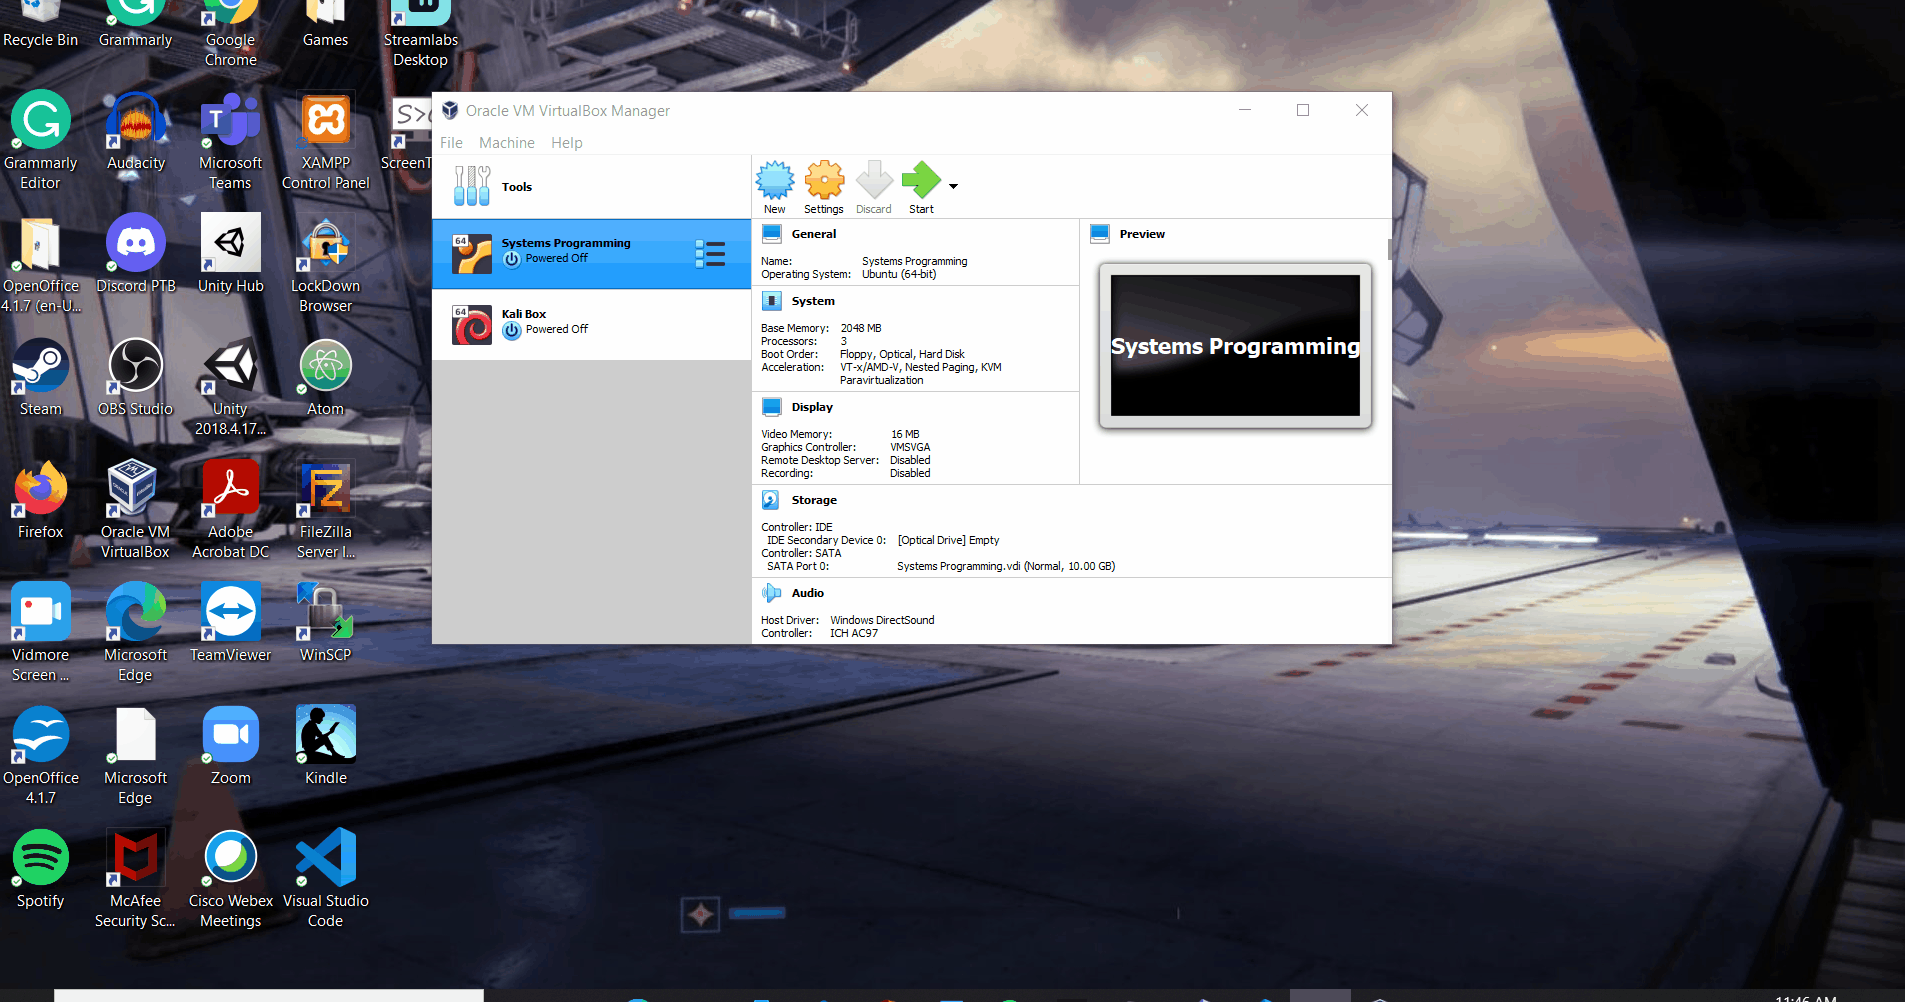 Recycle Bin
Grammarly
Google
Chrome
Games
Streamlabs
Desktop
Grammarly
Editor
Audacity
Microsoft
Teams
XAMPP
Control Panel
ScreenT
OpenOffice
4.1.7 (en-U...
Discord PTB
Unity Hub
LockDown
Browser
Steam
OBS Studio
Unity
2018.4.17...
Atom
Firefox
Oracle VM
VirtualBox
Adobe
Acrobat DC
FileZilla
Server I...
Vidmore
Screen ...
Microsoft
Edge
TeamViewer
WinSCP
OpenOffice
4.1.7
Microsoft
Edge
Zoom
Kindle
Spotify
McAfee
Security Sc...
Cisco Webex
Meetings
Visual Studio
Code
Oracle VM VirtualBox Manager
File Machine Help
Tools
New Settings Discard Start
64
Systems Programming
Powered Off
64
Kali Box
Powered Off
General
Name: Systems Programming
Operating System: Ubuntu (64-bit)
System
Base Memory: 2048 MB
Processors: 3
Boot Order: Floppy, Optical, Hard Disk
Acceleration: VT-x/AMD-V, Nested Paging, KVM
Paravirtualization
Display
Video Memory: 16 MB
Graphics Controller: VMSVGA
Remote Desktop Server: Disabled
Recording: Disabled
Preview
Systems Programming
Storage
Controller: IDE
IDE Secondary Device 0: [Optical Drive] Empty
Controller: SATA
SATA Port 0: Systems Programming.vdi (Normal, 10.00 GB)
Audio
Host Driver: Windows DirectSound
Controller: ICH AC97
11:46 AM